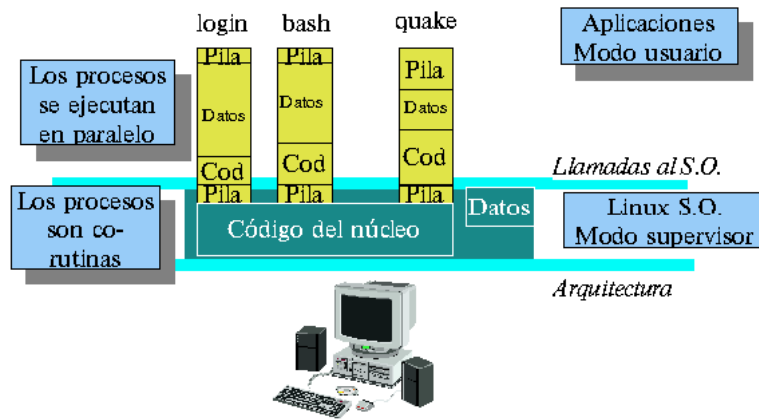 login
bash
quake
Aplicaciones
Modo usuario
Los procesos
se ejecutan
en paralelo
Pila
Datos
Cod
Pila
Pila
Datos
Cod
Pila
Pila
Datos
Cod
Pila
Llamadas al S.O.
Los procesos
son co-
rutinas
Código del núcleo
Datos
Linux S.O.
Modo supervisor
Arquitectura